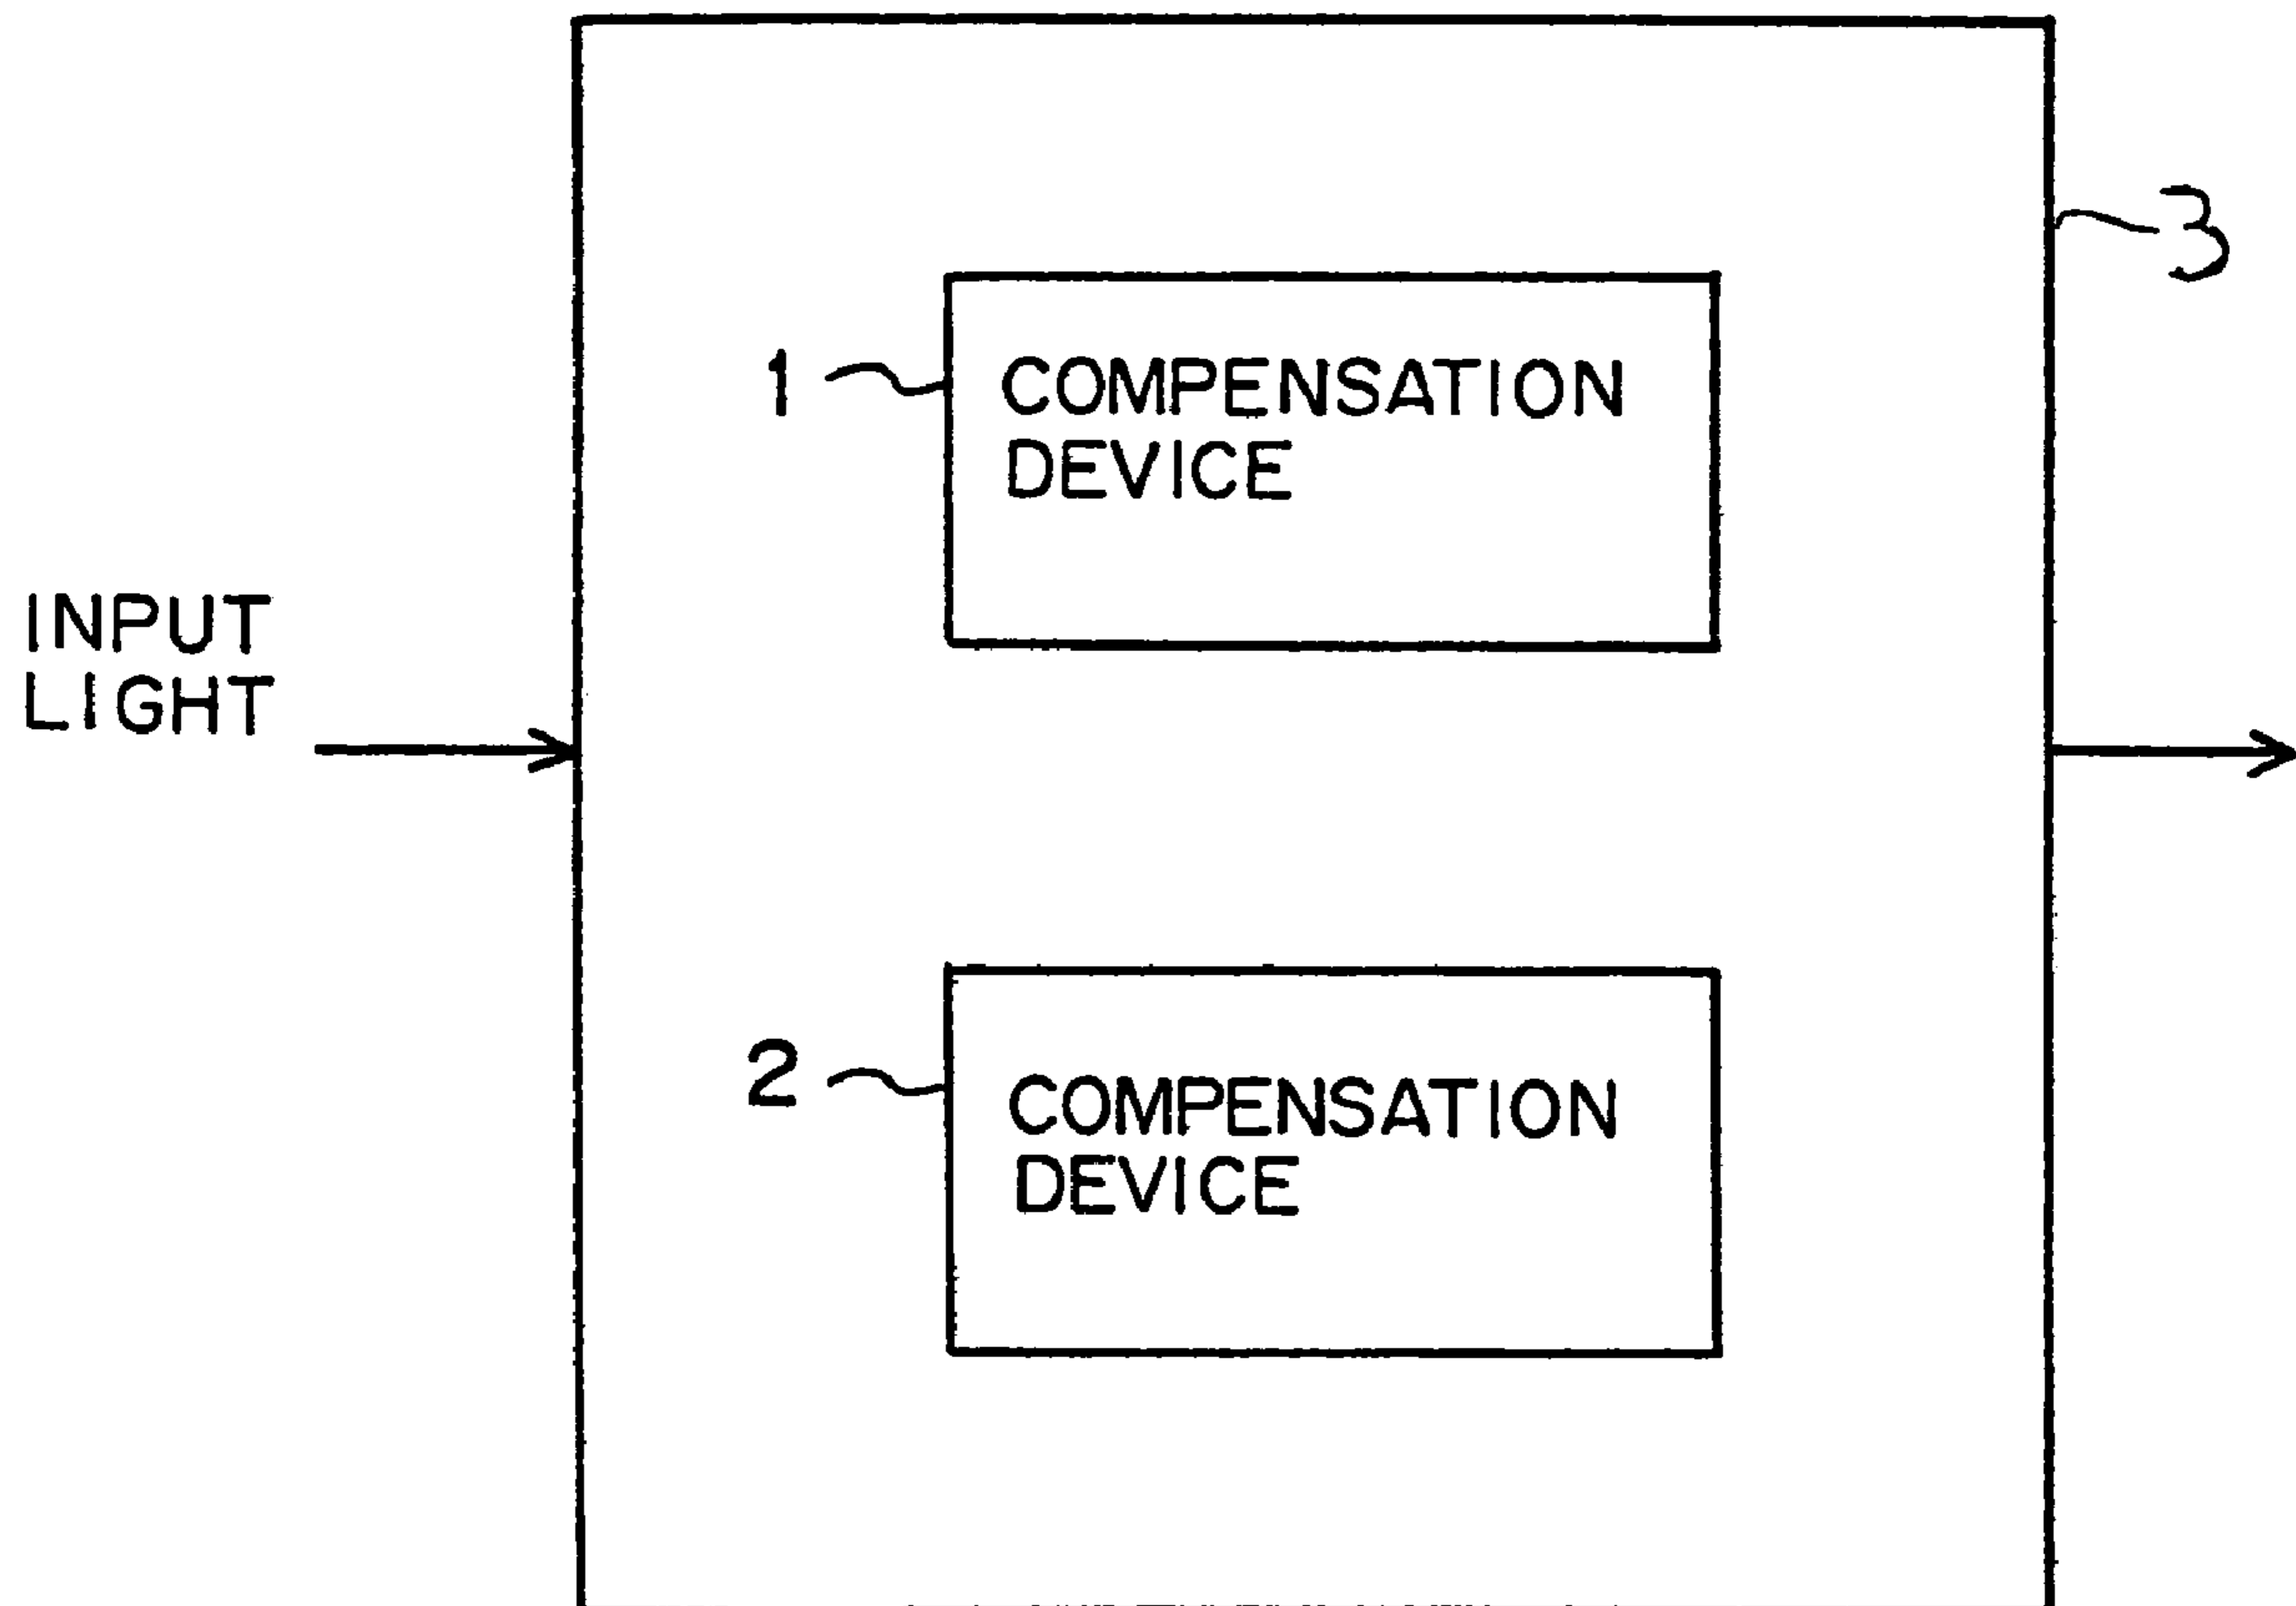 3
1
COMPENSATION
DEVICE
INPUT
LIGHT
2
COMPENSATION
DEVICE